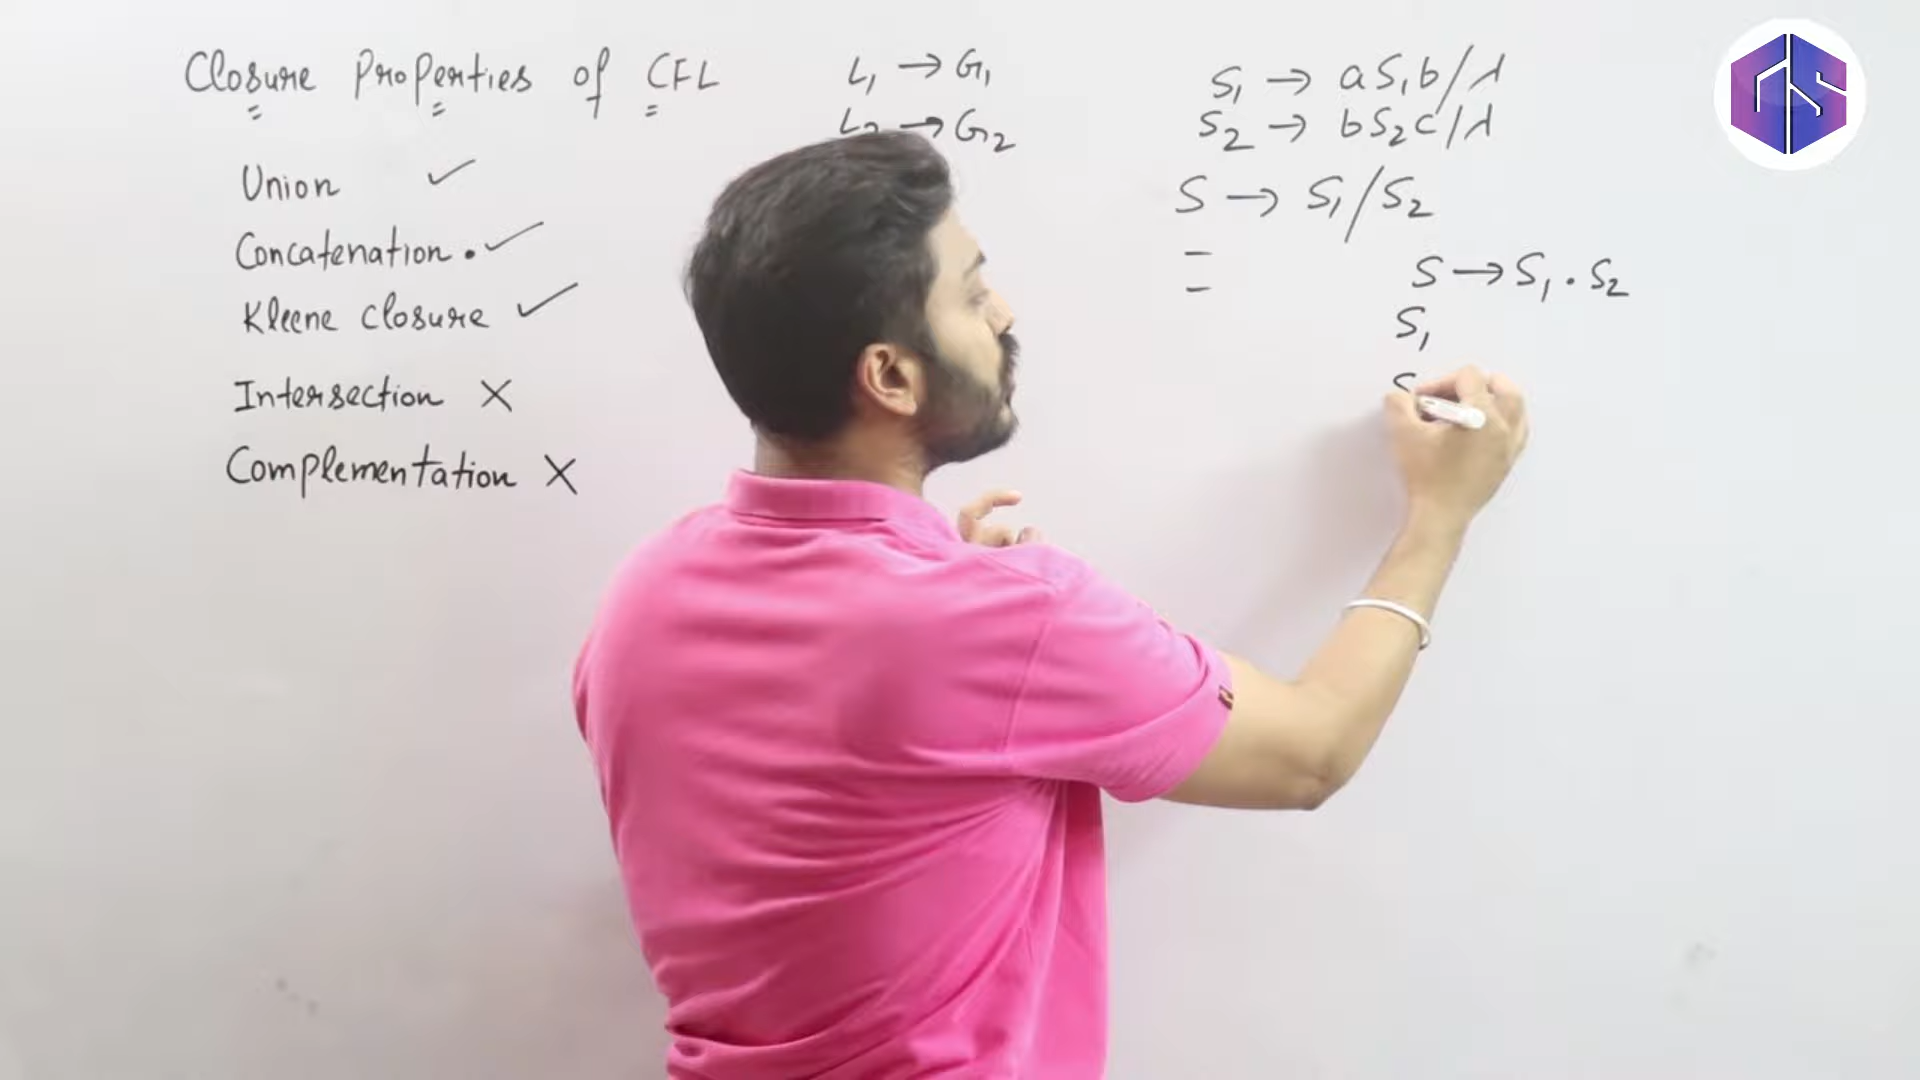 Closure Properties of CFL
Union ✓
Concatenation . ✓
Kleene closure ✓
Intersection X
Complementation X
L₁ → G₁
L₂ → G₂
S₁ → aS₁b/λ
S₂ → bS₂c/λ
S → S₁/S₂
S → S₁ . S₂
S₁
S